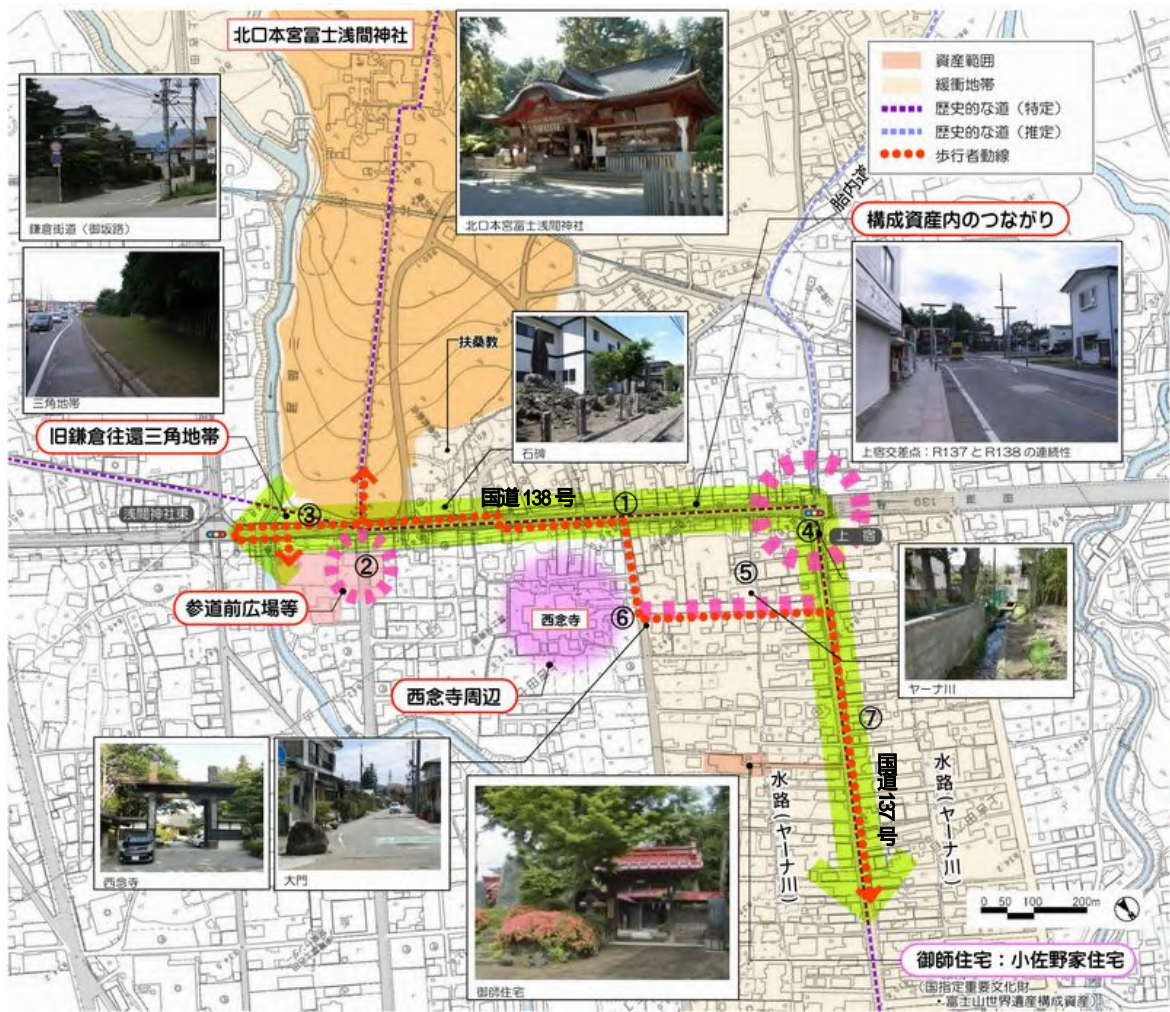 北口本宮冨士浅間神社
鎌倉街道（御坂路）
北口本宮冨士浅間神社
資産範囲
緩衝地帯
歴史的な道（特定）
歴史的な道（推定）
歩行者動線
胎内道
構成資産内のつながり
三角地帯
扶桑教
石碑
上宿交差点：R137とR138の連続性
旧鎌倉往還三角地帯
浅間神社東
③
国道138号
①
④
上宿
②
参道前広場等
⑤
⑥
西念寺
ヤーナ川
西念寺周辺
⑦
国道137号
水路（ヤーナ川）
水路（ヤーナ川）
西念寺
大門
御師住宅
0 50 100 200m
御師住宅：小佐野家住宅
（国指定重要文化財
・富士山世界遺産構成資産）